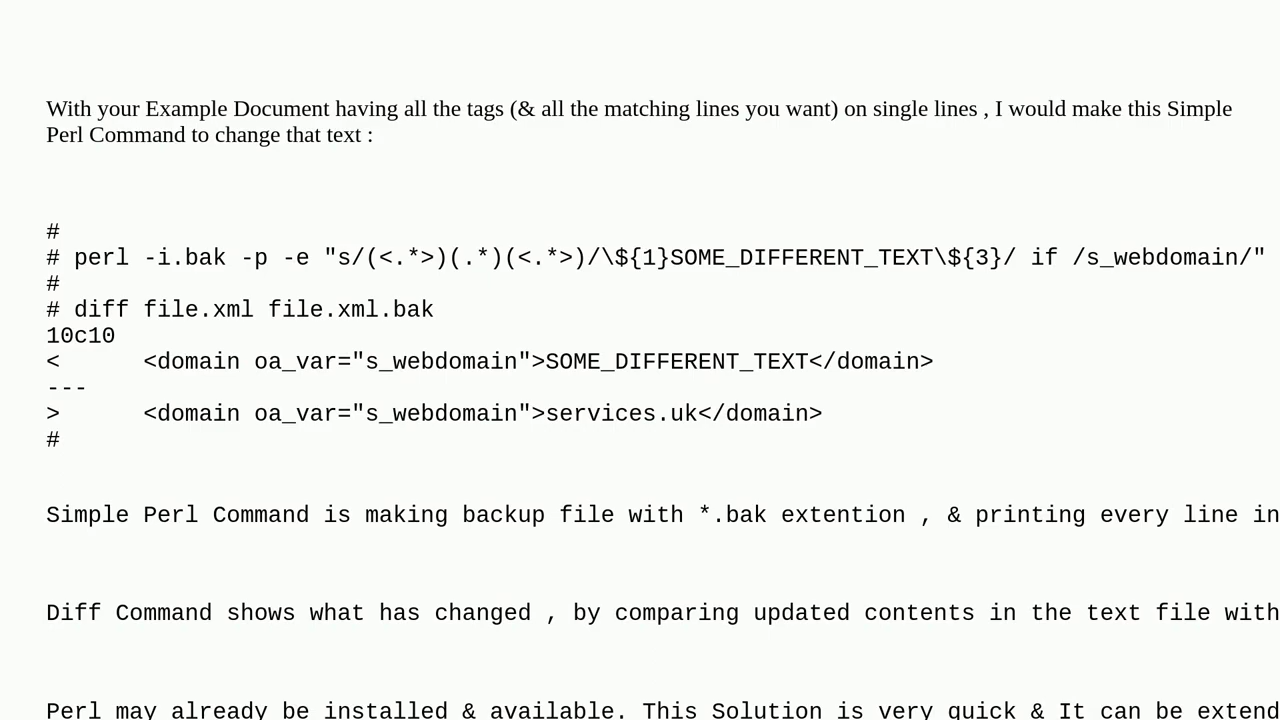 With your Example Document having all the tags (& all the matching lines you want) on single lines , I would make this Simple
Perl Command to change that text :
#
# perl -i.bak -p -e "s/(<.*>)(.*)(<.*>)/\${1}SOME_DIFFERENT_TEXT\${3}/ if /s_webdomain/"
#
# diff file.xml file.xml.bak
10c10
<      <domain oa_var="s_webdomain">SOME_DIFFERENT_TEXT</domain>
---
>      <domain oa_var="s_webdomain">services.uk</domain>
#
Simple Perl Command is making backup file with *.bak extention , & printing every line in
Diff Command shows what has changed , by comparing updated contents in the text file with
Perl may already be installed & available. This Solution is very quick & It can be extend